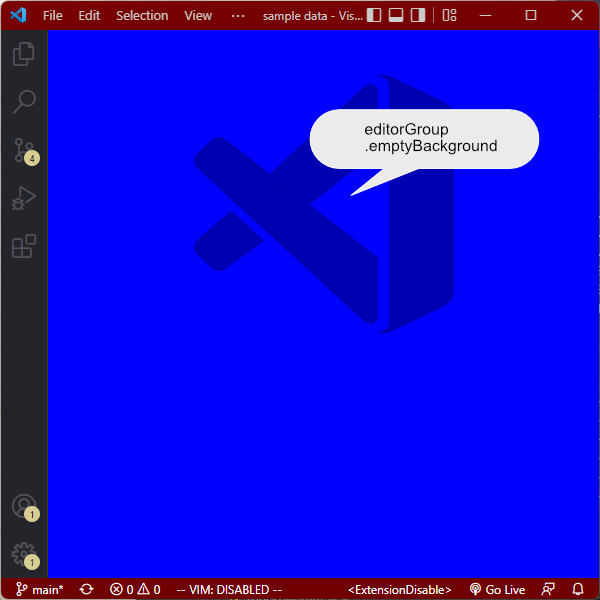 File Edit Selection View ··· sample data - Vis...
editorGroup
.emptyBackground
4
1
1
main* 0 0 -- VIM: DISABLED -- <ExtensionDisable> Go Live